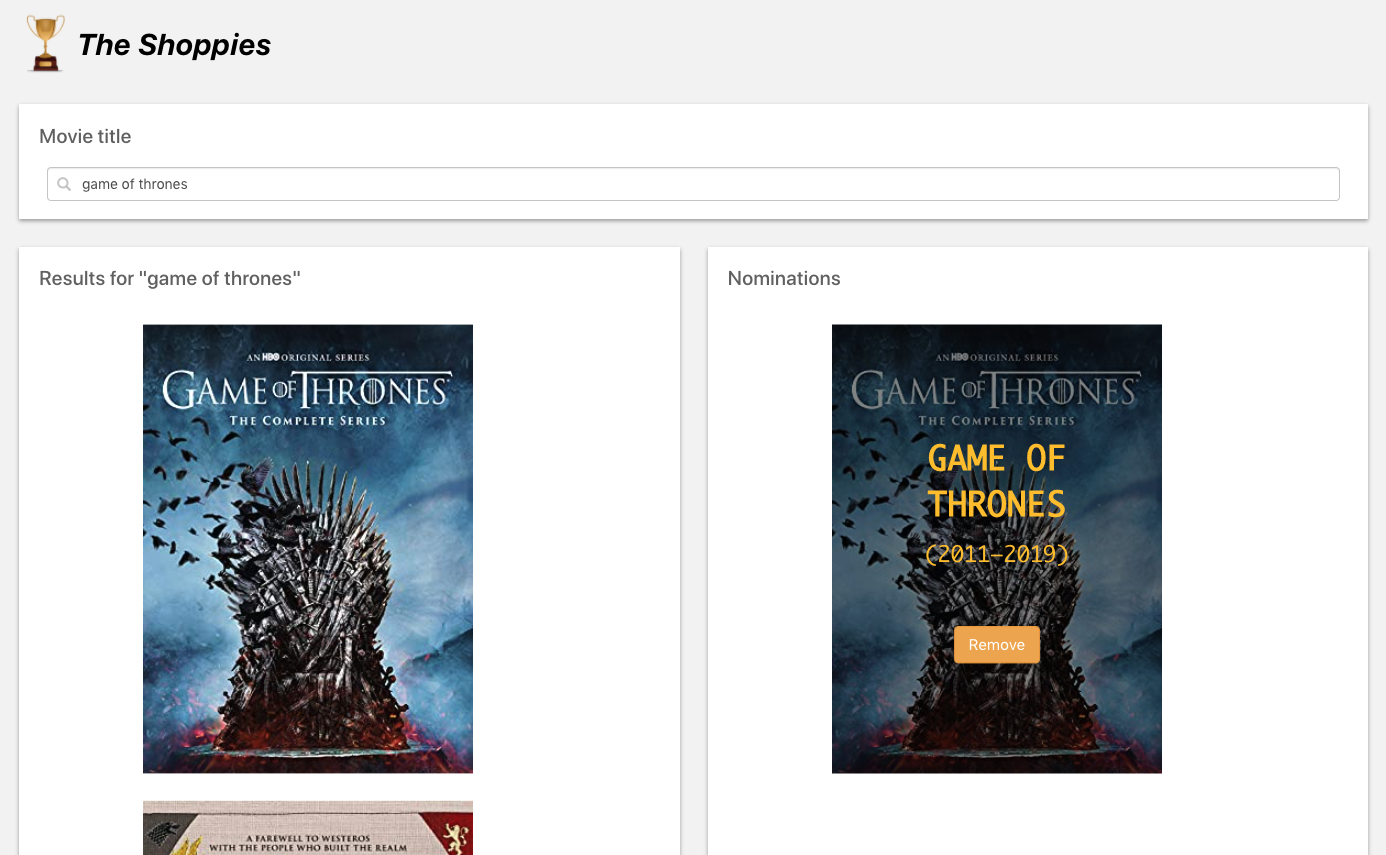 The Shoppies
Movie title
game of thrones
Results for "game of thrones"
AN HBO ORIGINAL SERIES
GAME OF THRONES
THE COMPLETE SERIES
A FAREWELL TO WESTEROS
WITH THE PEOPLE WHO BUILT THE REALM
Nominations
AN HBO ORIGINAL SERIES
GAME OF THRONES
THE COMPLETE SERIES
GAME OF
THRONES
(2011–2019)
Remove